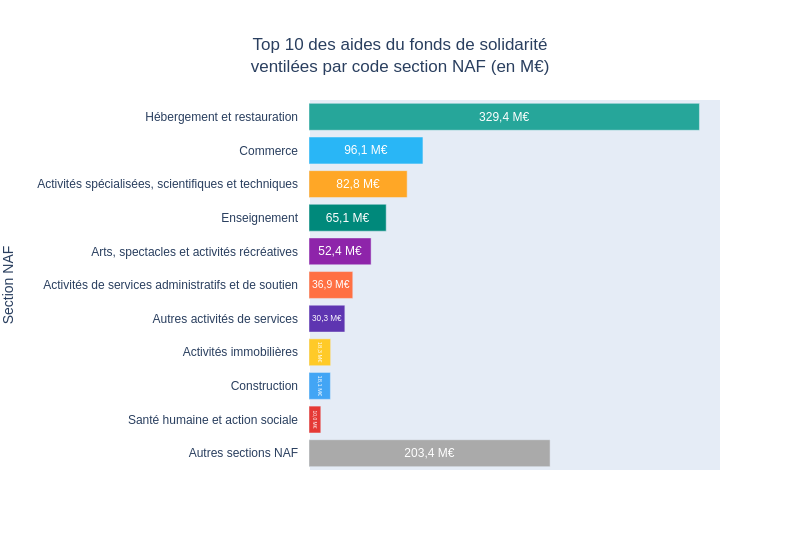 Top 10 des aides du fonds de solidarité
ventilées par code section NAF (en M€)
Section NAF
Hébergement et restauration 329,4 M€
Commerce 96,1 M€
Activités spécialisées, scientifiques et techniques 82,8 M€
Enseignement 65,1 M€
Arts, spectacles et activités récréatives 52,4 M€
Activités de services administratifs et de soutien 36,9 M€
Autres activités de services 30,3 M€
Activités immobilières
Construction 18,1 M€
Santé humaine et action sociale
Autres sections NAF 203,4 M€